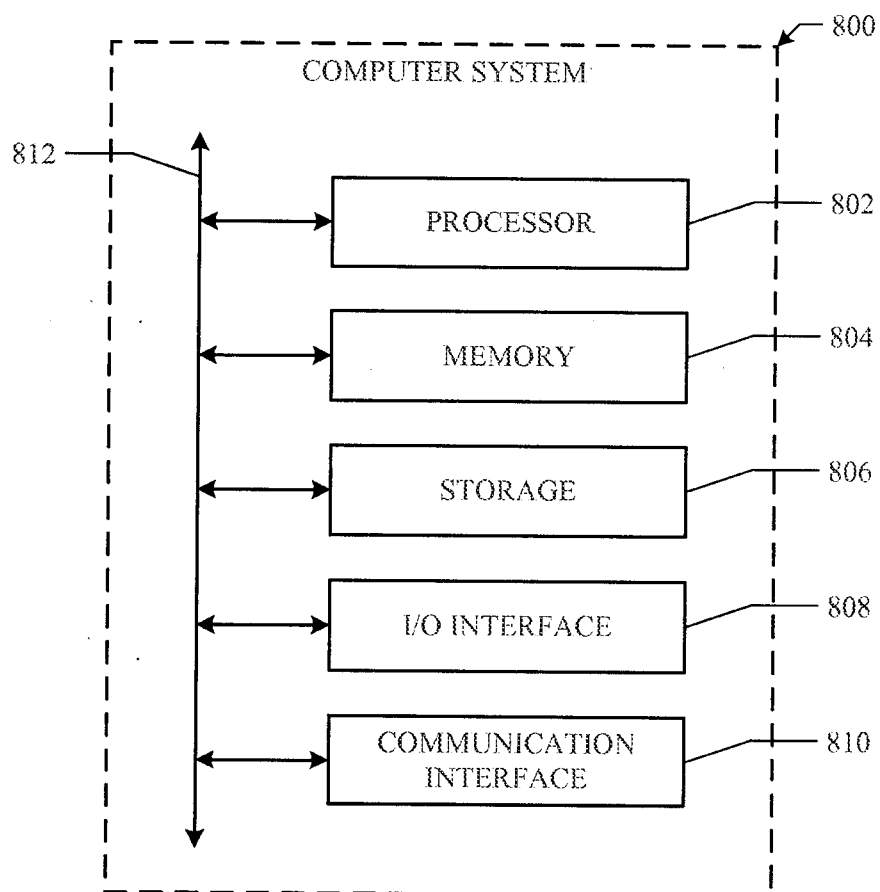 800
COMPUTER SYSTEM
812
802
PROCESSOR
804
MEMORY
806
STORAGE
808
I/O INTERFACE
810
COMMUNICATION
INTERFACE